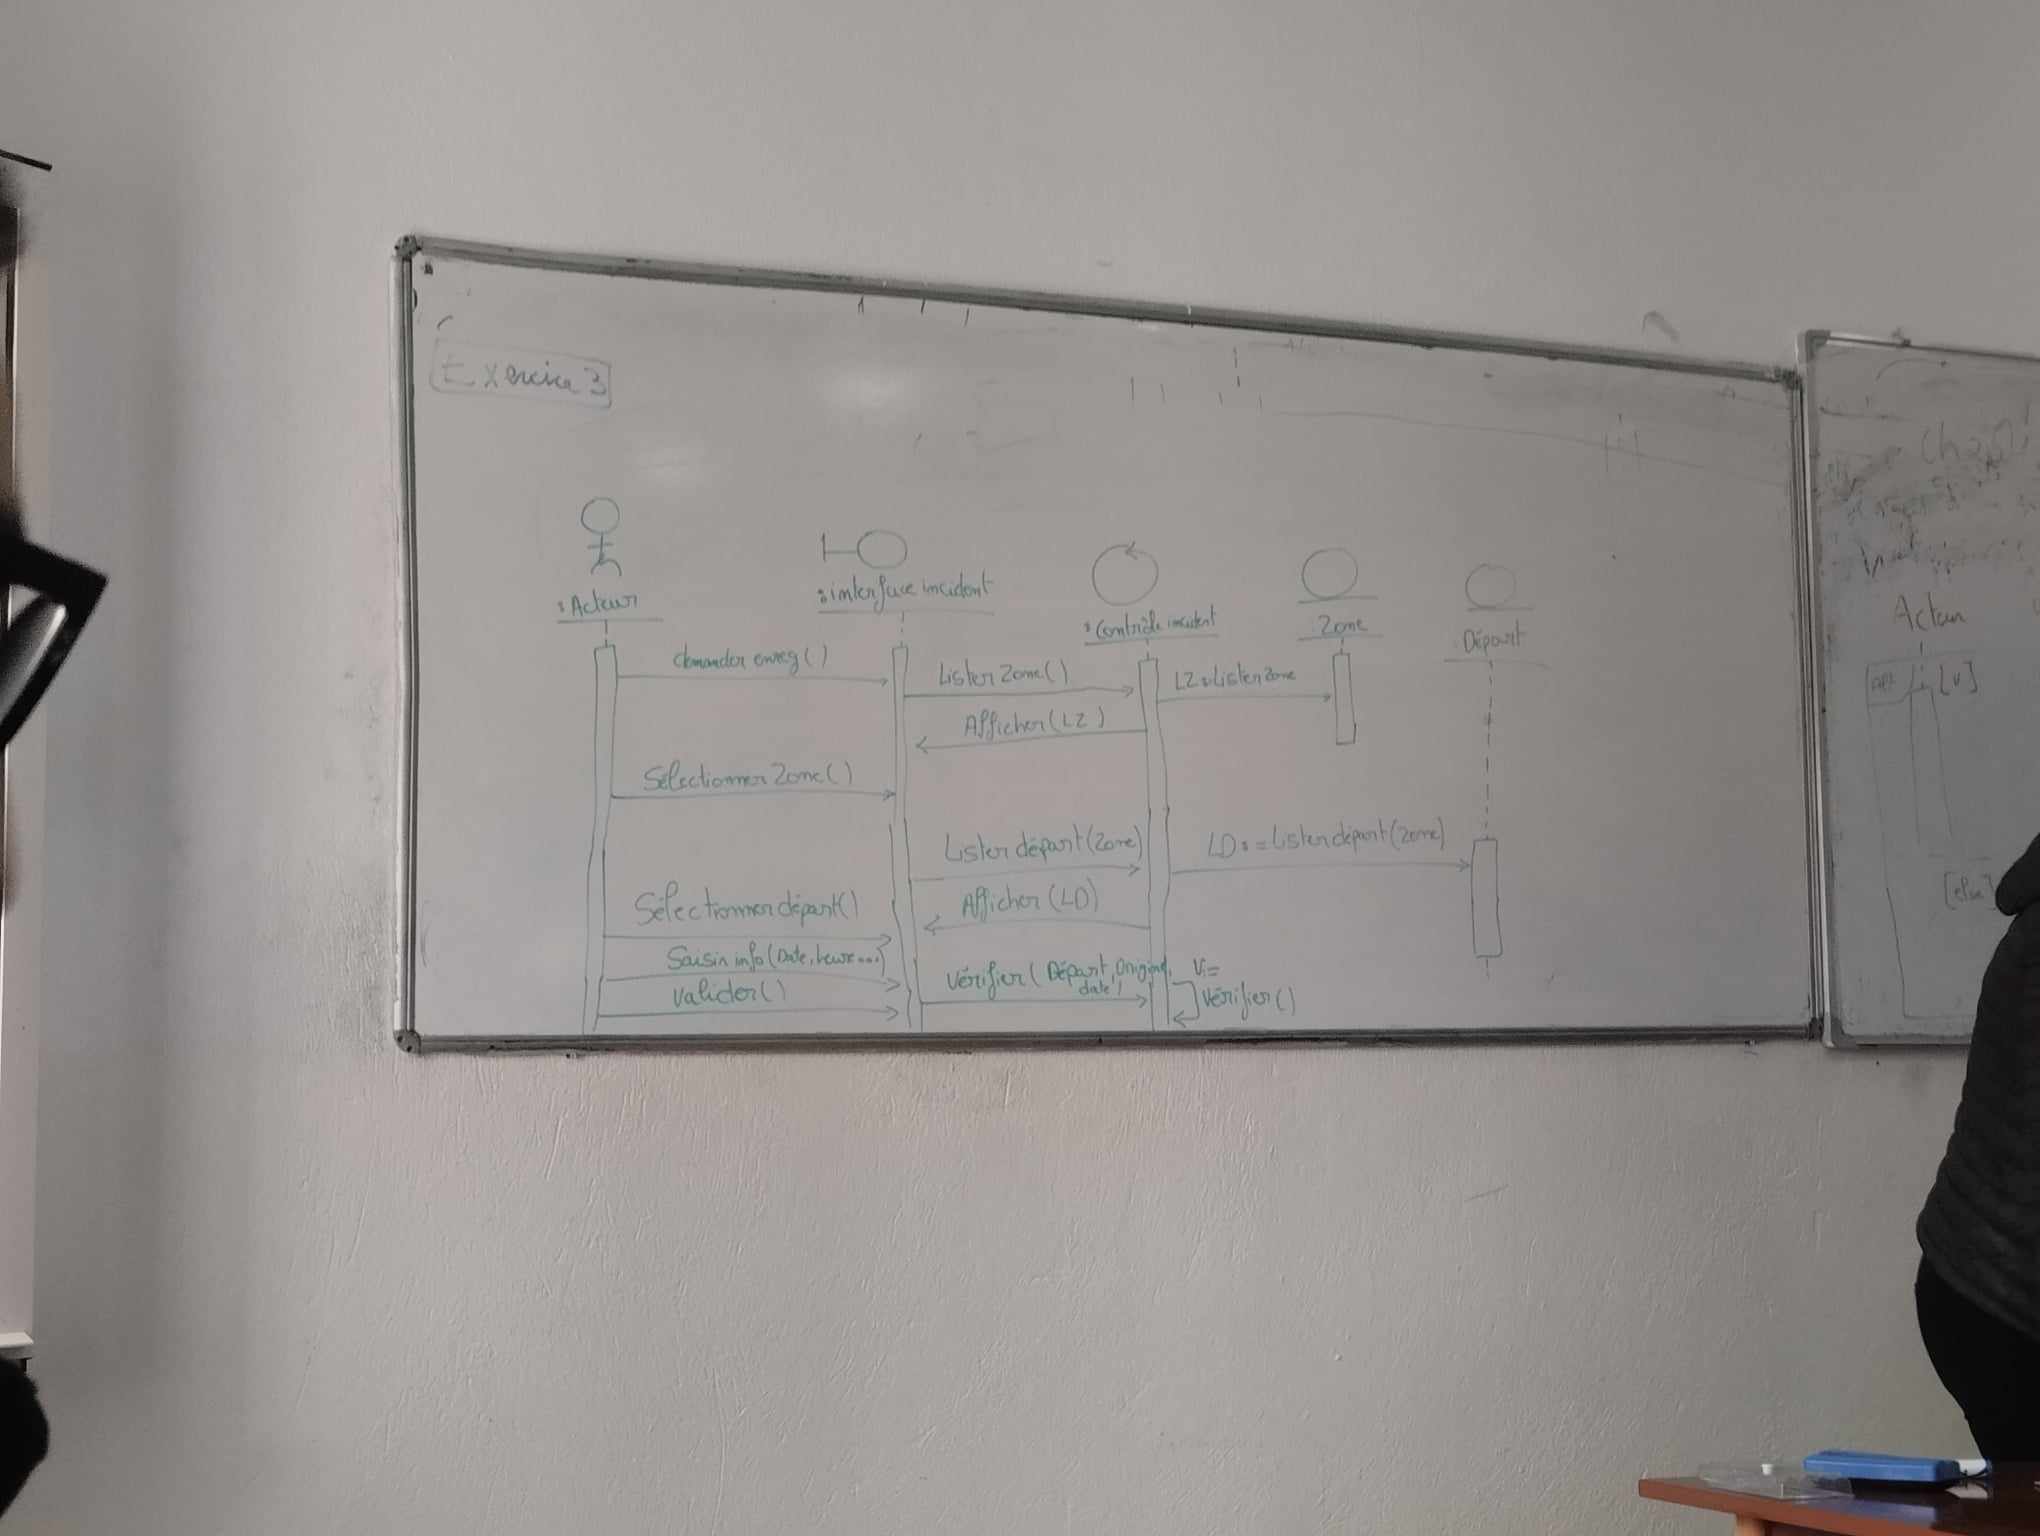 Exercice 3
:Acteur
:interface incident
:Contrôle incident
Zone
Départ
demander enreg()
Lister Zone()
LZ:=Lister Zone
Afficher(LZ)
Sélectionner Zone()
Lister départ(Zone)
LD:=Lister départ(Zone)
Sélectionner départ()
Afficher(LD)
Saisir info(Date, heure...)
Valider()
Vérifier(Départ, Origine,
date)
V:=
Vérifier()
Acteur
[V]
[else]